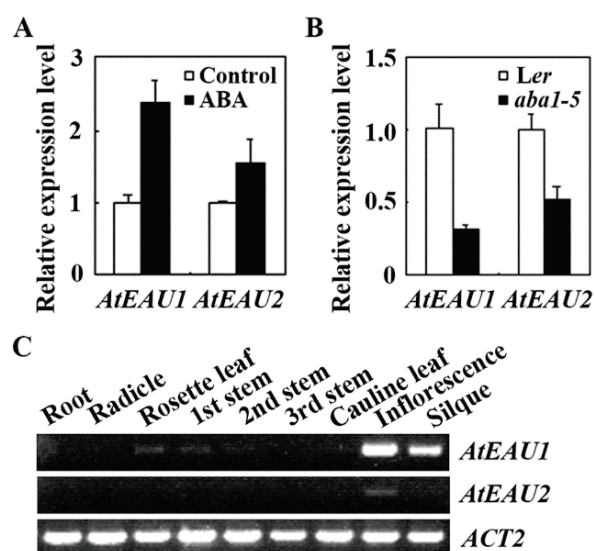 A
Relative expression level
3
2
1
0
Control
ABA
AtEAU1 AtEAU2
B
Relative expression level
1.5
1.0
0.5
0
Ler
aba1-5
AtEAU1 AtEAU2
C
Root
Radicle
Rosette leaf
1st stem
2nd stem
3rd stem
Cauline leaf
Inflorescence
Silque
AtEAU1
AtEAU2
ACT2